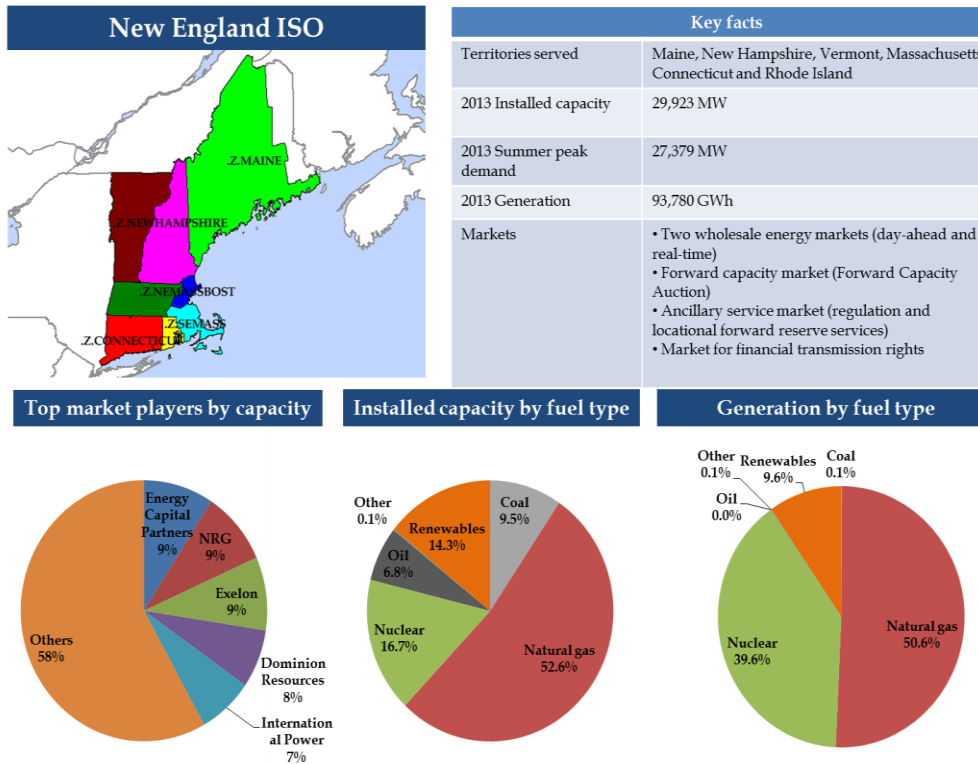 New England ISO
.Z.MAINE
.Z.NEWHAMPSHIRE
.Z.NEMASSBOST
.Z.SEMASS
.Z.CONNECTICUT
Key facts
Territories served
Maine, New Hampshire, Vermont, Massachusetts
Connecticut and Rhode Island
2013 Installed capacity
29,923 MW
2013 Summer peak
demand
27,379 MW
2013 Generation
93,780 GWh
Markets
• Two wholesale energy markets (day-ahead and
real-time)
• Forward capacity market (Forward Capacity
Auction)
• Ancillary service market (regulation and
locational forward reserve services)
• Market for financial transmission rights
Top market players by capacity
Energy
Capital
Partners
9%
NRG
9%
Exelon
9%
Dominion
Resources
8%
Internation
al Power
7%
Others
58%
Installed capacity by fuel type
Other
0.1%
Renewables
14.3%
Coal
9.5%
Oil
6.8%
Nuclear
16.7%
Natural gas
52.6%
Generation by fuel type
Other
0.1%
Renewables
9.6%
Coal
0.1%
Oil
0.0%
Nuclear
39.6%
Natural gas
50.6%